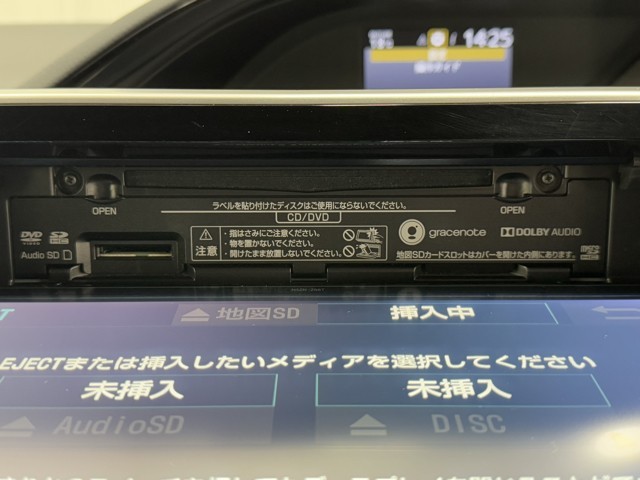 14:25
ラベルを貼り付けたディスクはご使用にならないでください。
OPEN
CD/DVD
OPEN
DVD
VIDEO
Audio SD
注意
・指はさみにご注意ください。
・物を置かないでください。
・開けたまま放置しないでください。
gracenote
DOLBY AUDIO
地図SDカードスロットはカバーを開けた内側にあります。
地図SD
挿入中
EJECTまたは挿入したいメディアを選択してください
未挿入
未挿入
AudioSD
DISC